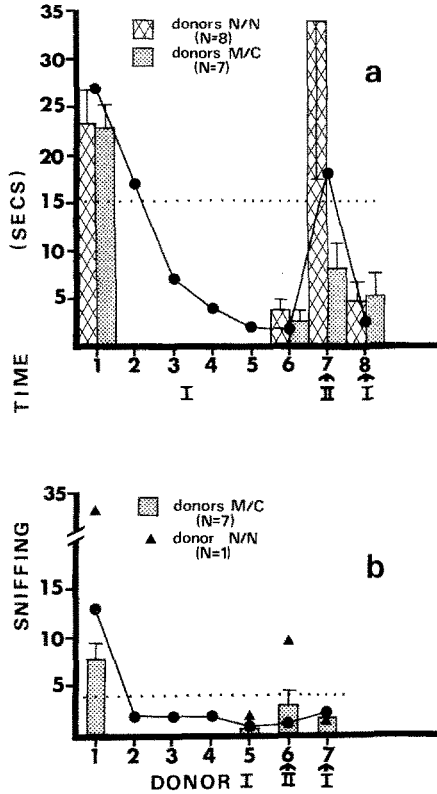 35
30
25
20
15
10
5
TIME (SECS)
donors N/N
(N=8)
donors M/C
(N=7)
a
1 2 3 4 5 6 7 8
I II I
35
15
10
5
SNIFFING
donors M/C
(N=7)
donor N/N
(N=1)
b
1 2 3 4 5 6 7
DONOR I II I